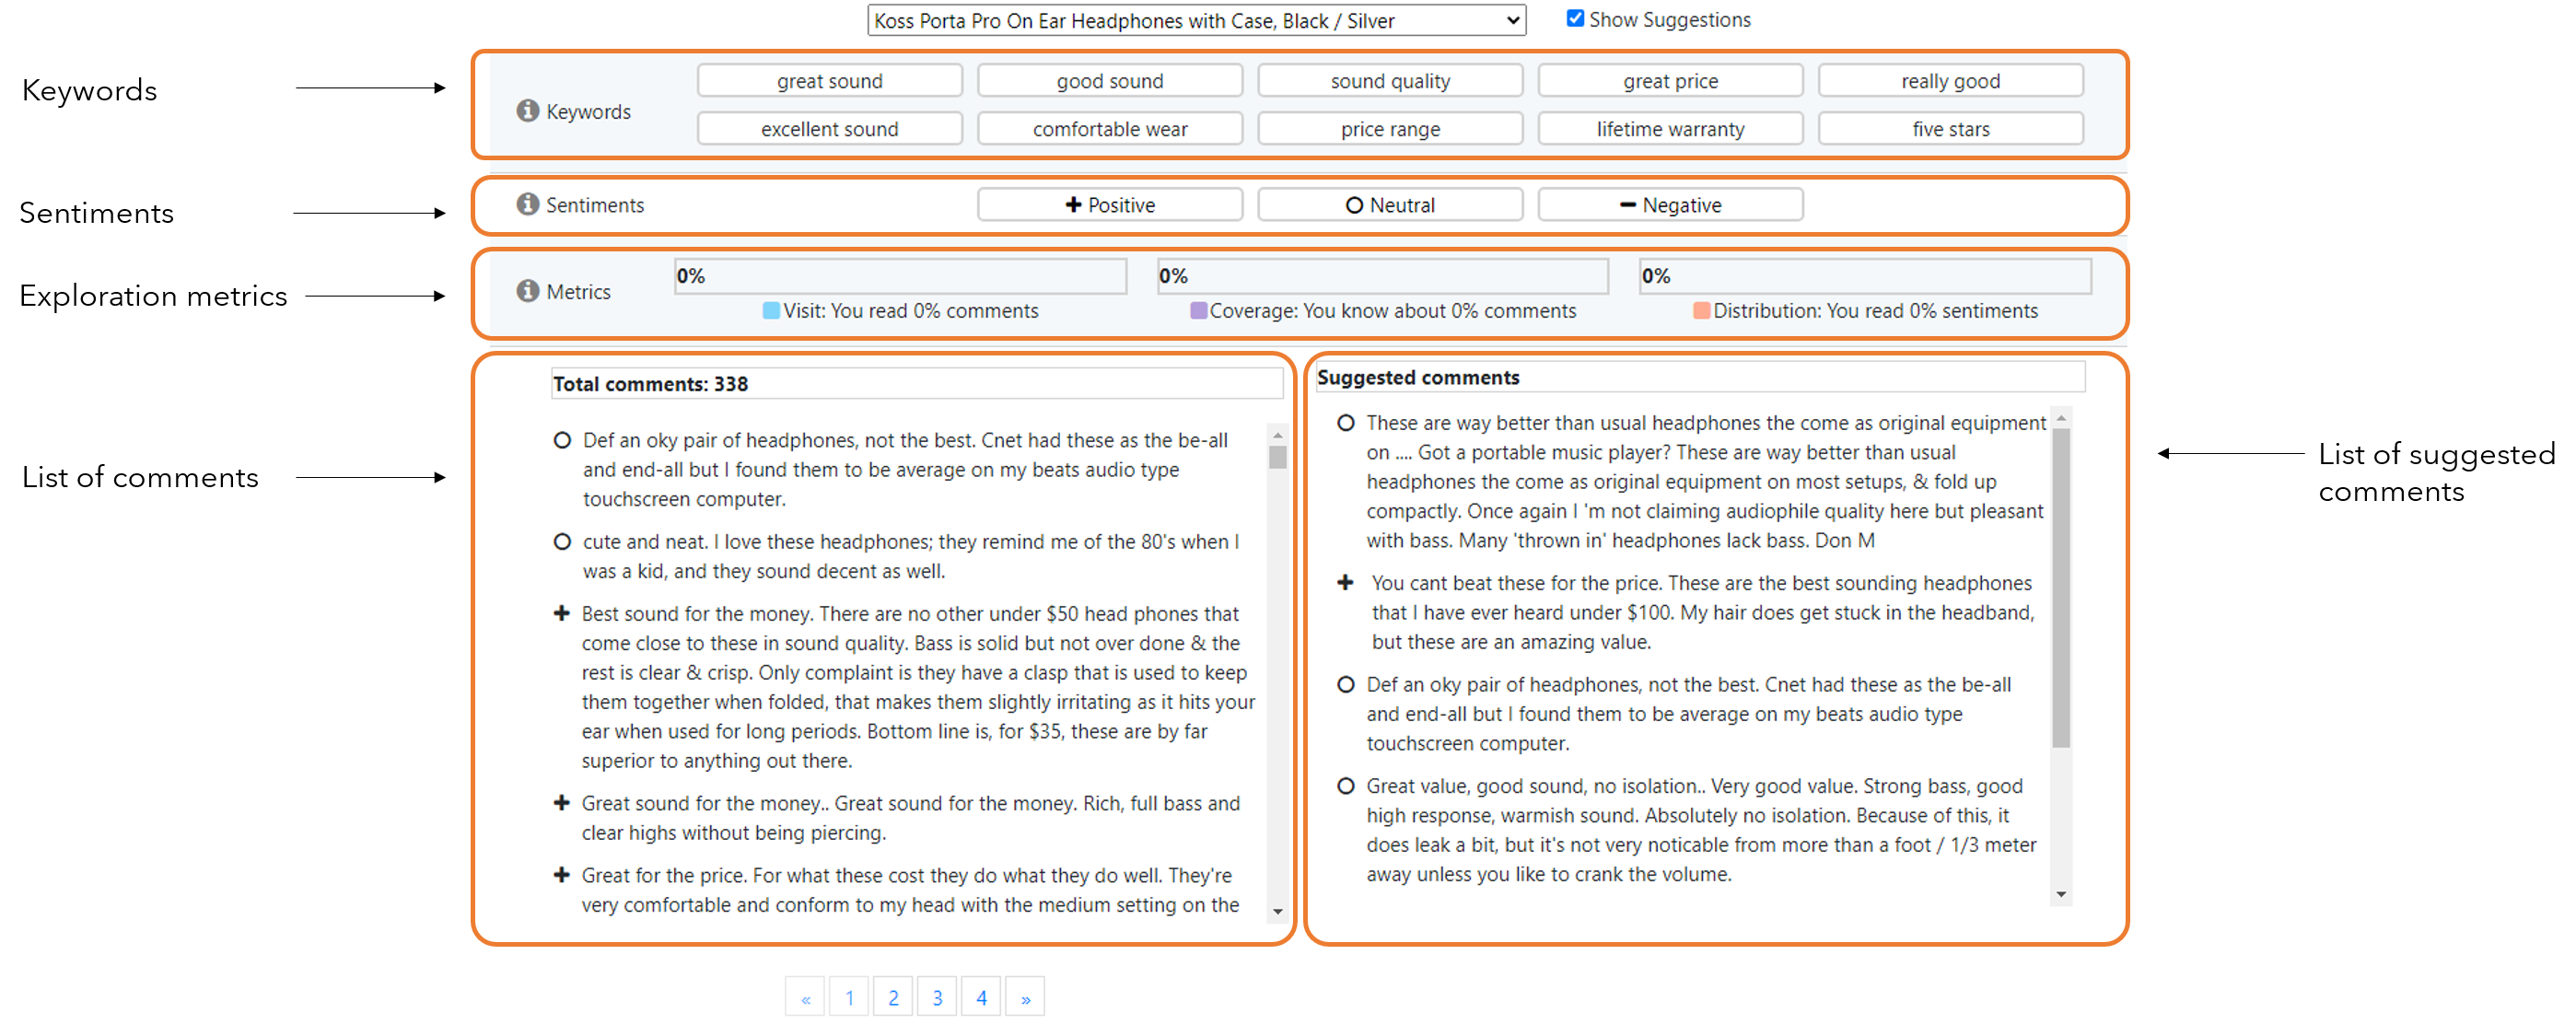 Koss Porta Pro On Ear Headphones with Case, Black / Silver
Show Suggestions
Keywords
Keywords
great sound
good sound
sound quality
great price
really good
excellent sound
comfortable wear
price range
lifetime warranty
five stars
Sentiments
Sentiments
Positive
Neutral
Negative
Exploration metrics
Metrics
0%
0%
0%
Visit: You read 0% comments
Coverage: You know about 0% comments
Distribution: You read 0% sentiments
List of comments
Total comments: 338
Def an oky pair of headphones, not the best. Cnet had these as the be-all
and end-all but I found them to be average on my beats audio type
touchscreen computer.
cute and neat. I love these headphones; they remind me of the 80's when I
was a kid, and they sound decent as well.
Best sound for the money. There are no other under $50 head phones that
come close to these in sound quality. Bass is solid but not over done & the
rest is clear & crisp. Only complaint is they have a clasp that is used to keep
them together when folded, that makes them slightly irritating as it hits your
ear when used for long periods. Bottom line is, for $35, these are by far
superior to anything out there.
Great sound for the money.. Great sound for the money. Rich, full bass and
clear highs without being piercing.
Great for the price. For what these cost they do what they do well. They're
very comfortable and conform to my head with the medium setting on the
Suggested comments
These are way better than usual headphones the come as original equipment
on .... Got a portable music player? These are way better than usual
headphones the come as original equipment on most setups, & fold up
compactly. Once again I 'm not claiming audiophile quality here but pleasant
with bass. Many 'thrown in' headphones lack bass. Don M
You cant beat these for the price. These are the best sounding headphones
that I have ever heard under $100. My hair does get stuck in the headband,
but these are an amazing value.
Def an oky pair of headphones, not the best. Cnet had these as the be-all
and end-all but I found them to be average on my beats audio type
touchscreen computer.
Great value, good sound, no isolation.. Very good value. Strong bass, good
high response, warmish sound. Absolutely no isolation. Because of this, it
does leak a bit, but it's not very noticable from more than a foot / 1/3 meter
away unless you like to crank the volume.
List of suggested
comments
« 1 2 3 4 »